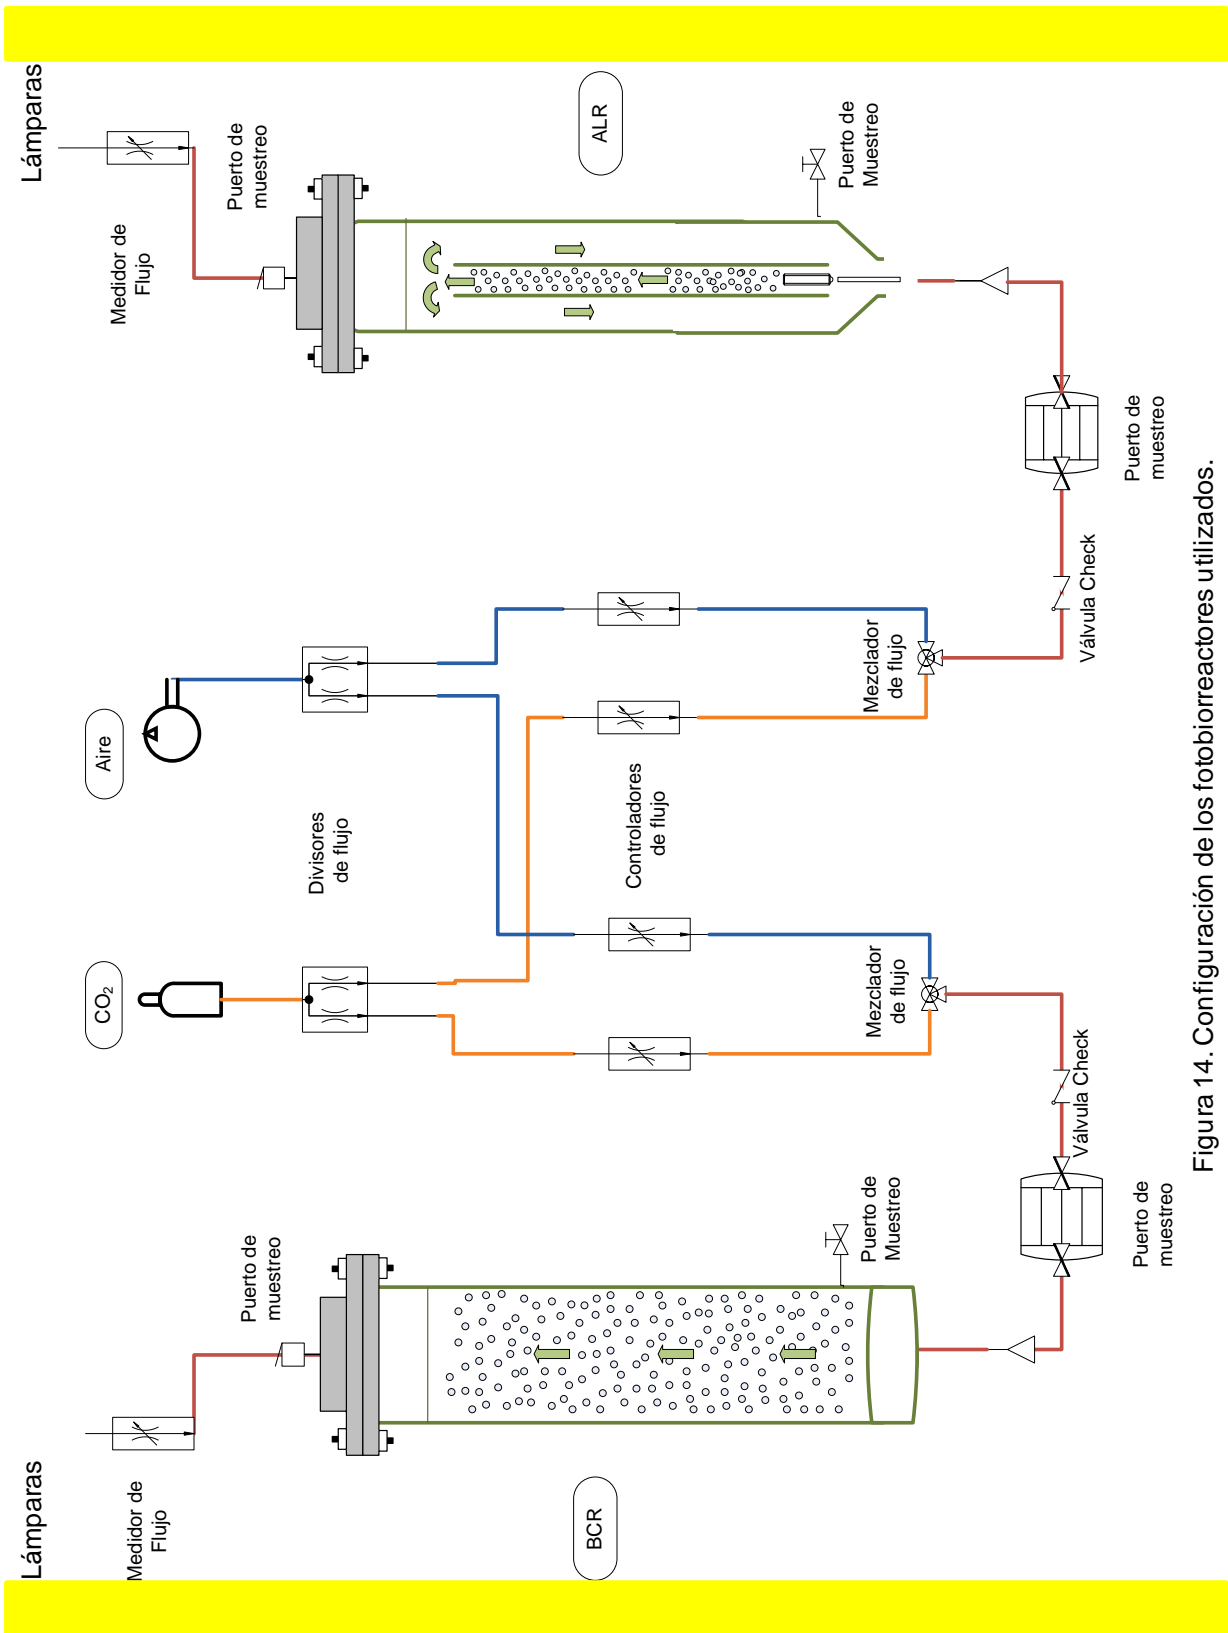 Lámparas
Lámparas
CO₂
Aire
Medidor de
Flujo
Medidor de
Flujo
Puerto de
muestreo
Puerto de
muestreo
Divisores
de flujo
BCR
ALR
Controladores
de flujo
Puerto de
Muestreo
Mezclador
de flujo
Mezclador
de flujo
Puerto de
Muestreo
Válvula Check
Válvula Check
Puerto de
muestreo
Puerto de
muestreo
Figura 14. Configuración de los fotobiorreactores utilizados.